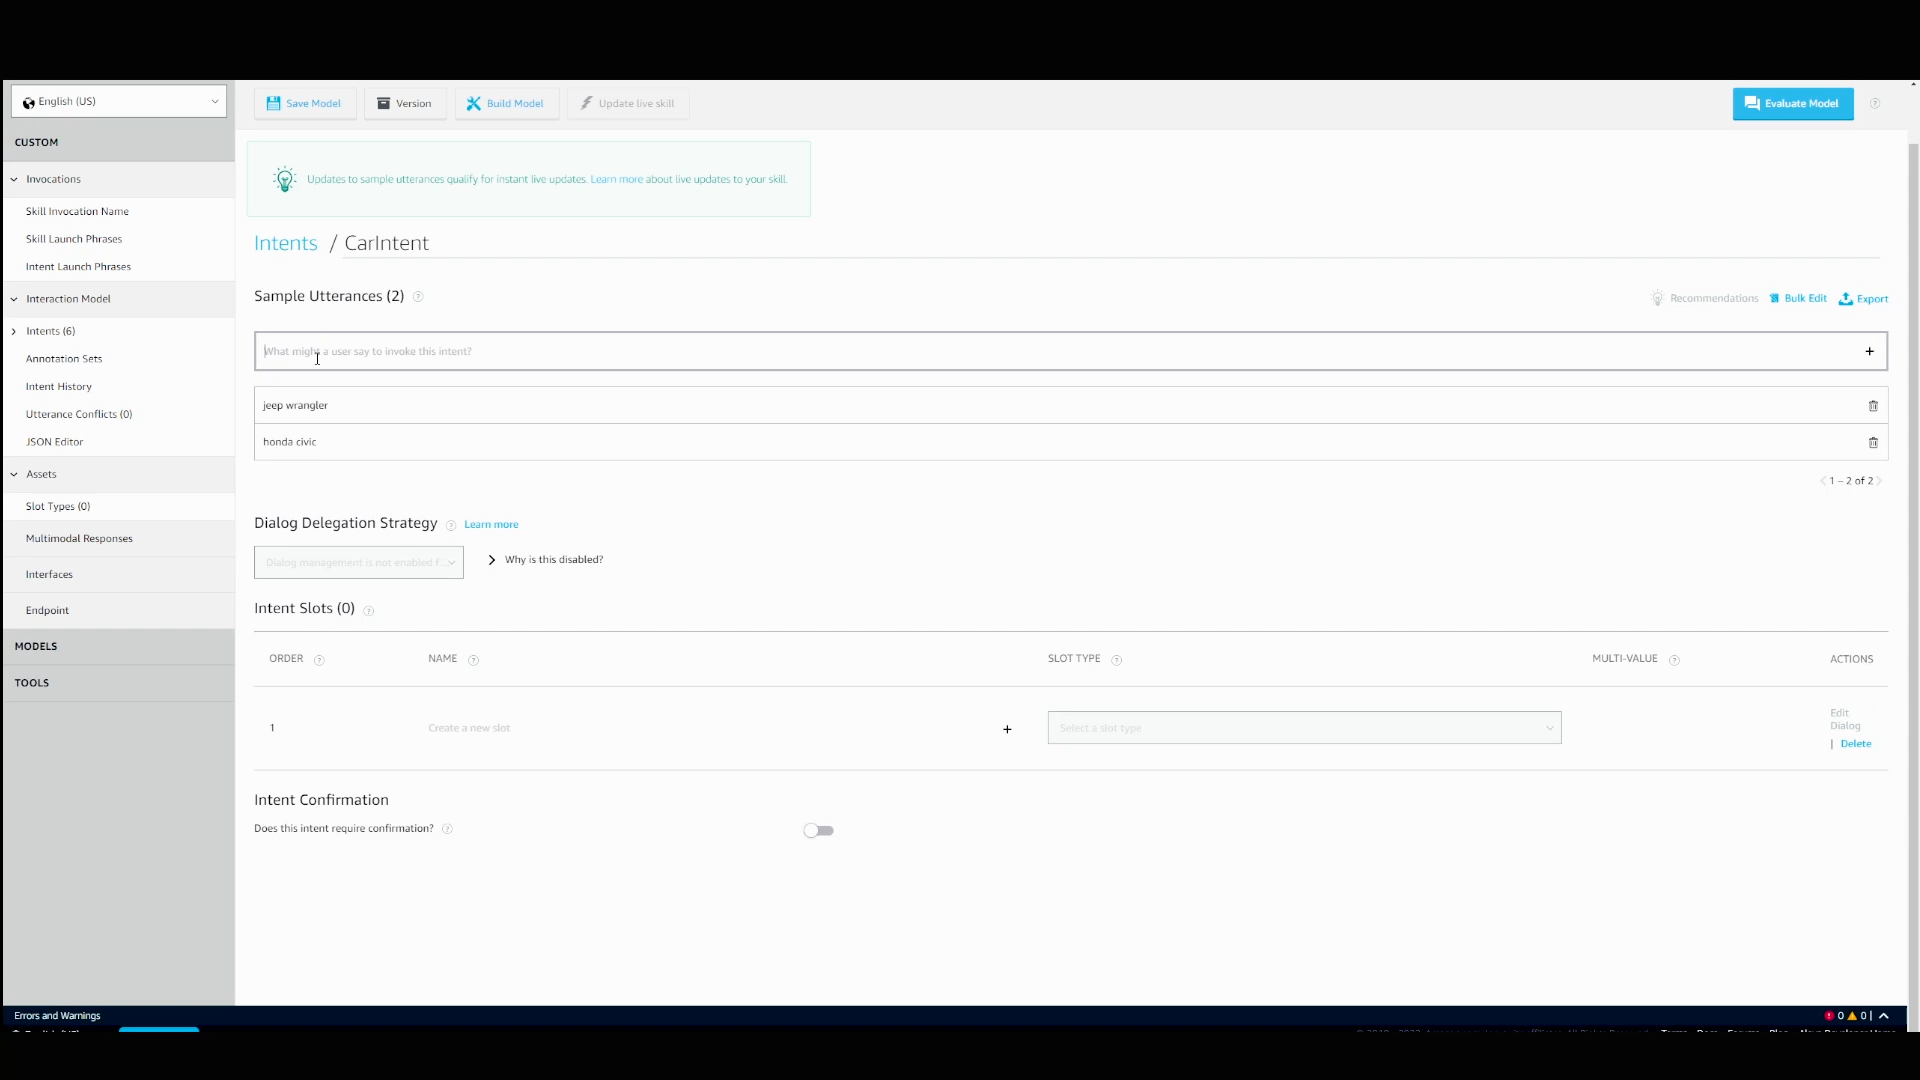 English (US)
Save Model
Version
Build Model
Update live skill
Evaluate Model
CUSTOM
Invocations
Skill Invocation Name
Skill Launch Phrases
Intent Launch Phrases
Interaction Model
Intents (6)
Annotation Sets
Intent History
Utterance Conflicts (0)
JSON Editor
Assets
Slot Types (0)
Multimodal Responses
Interfaces
Endpoint
MODELS
TOOLS
Updates to sample utterances qualify for instant live updates. Learn more about live updates to your skill.
Intents / CarIntent
Sample Utterances (2)
Recommendations
Bulk Edit
Export
What might a user say to invoke this intent?
+
jeep wrangler
honda civic
< 1 – 2 of 2 >
Dialog Delegation Strategy
Learn more
Dialog management is not enabled f...
Why is this disabled?
Intent Slots (0)
ORDER
NAME
SLOT TYPE
MULTI-VALUE
ACTIONS
1
Create a new slot
+
Select a slot type
Edit
Dialog
| Delete
Intent Confirmation
Does this intent require confirmation?
Errors and Warnings
0
0 |